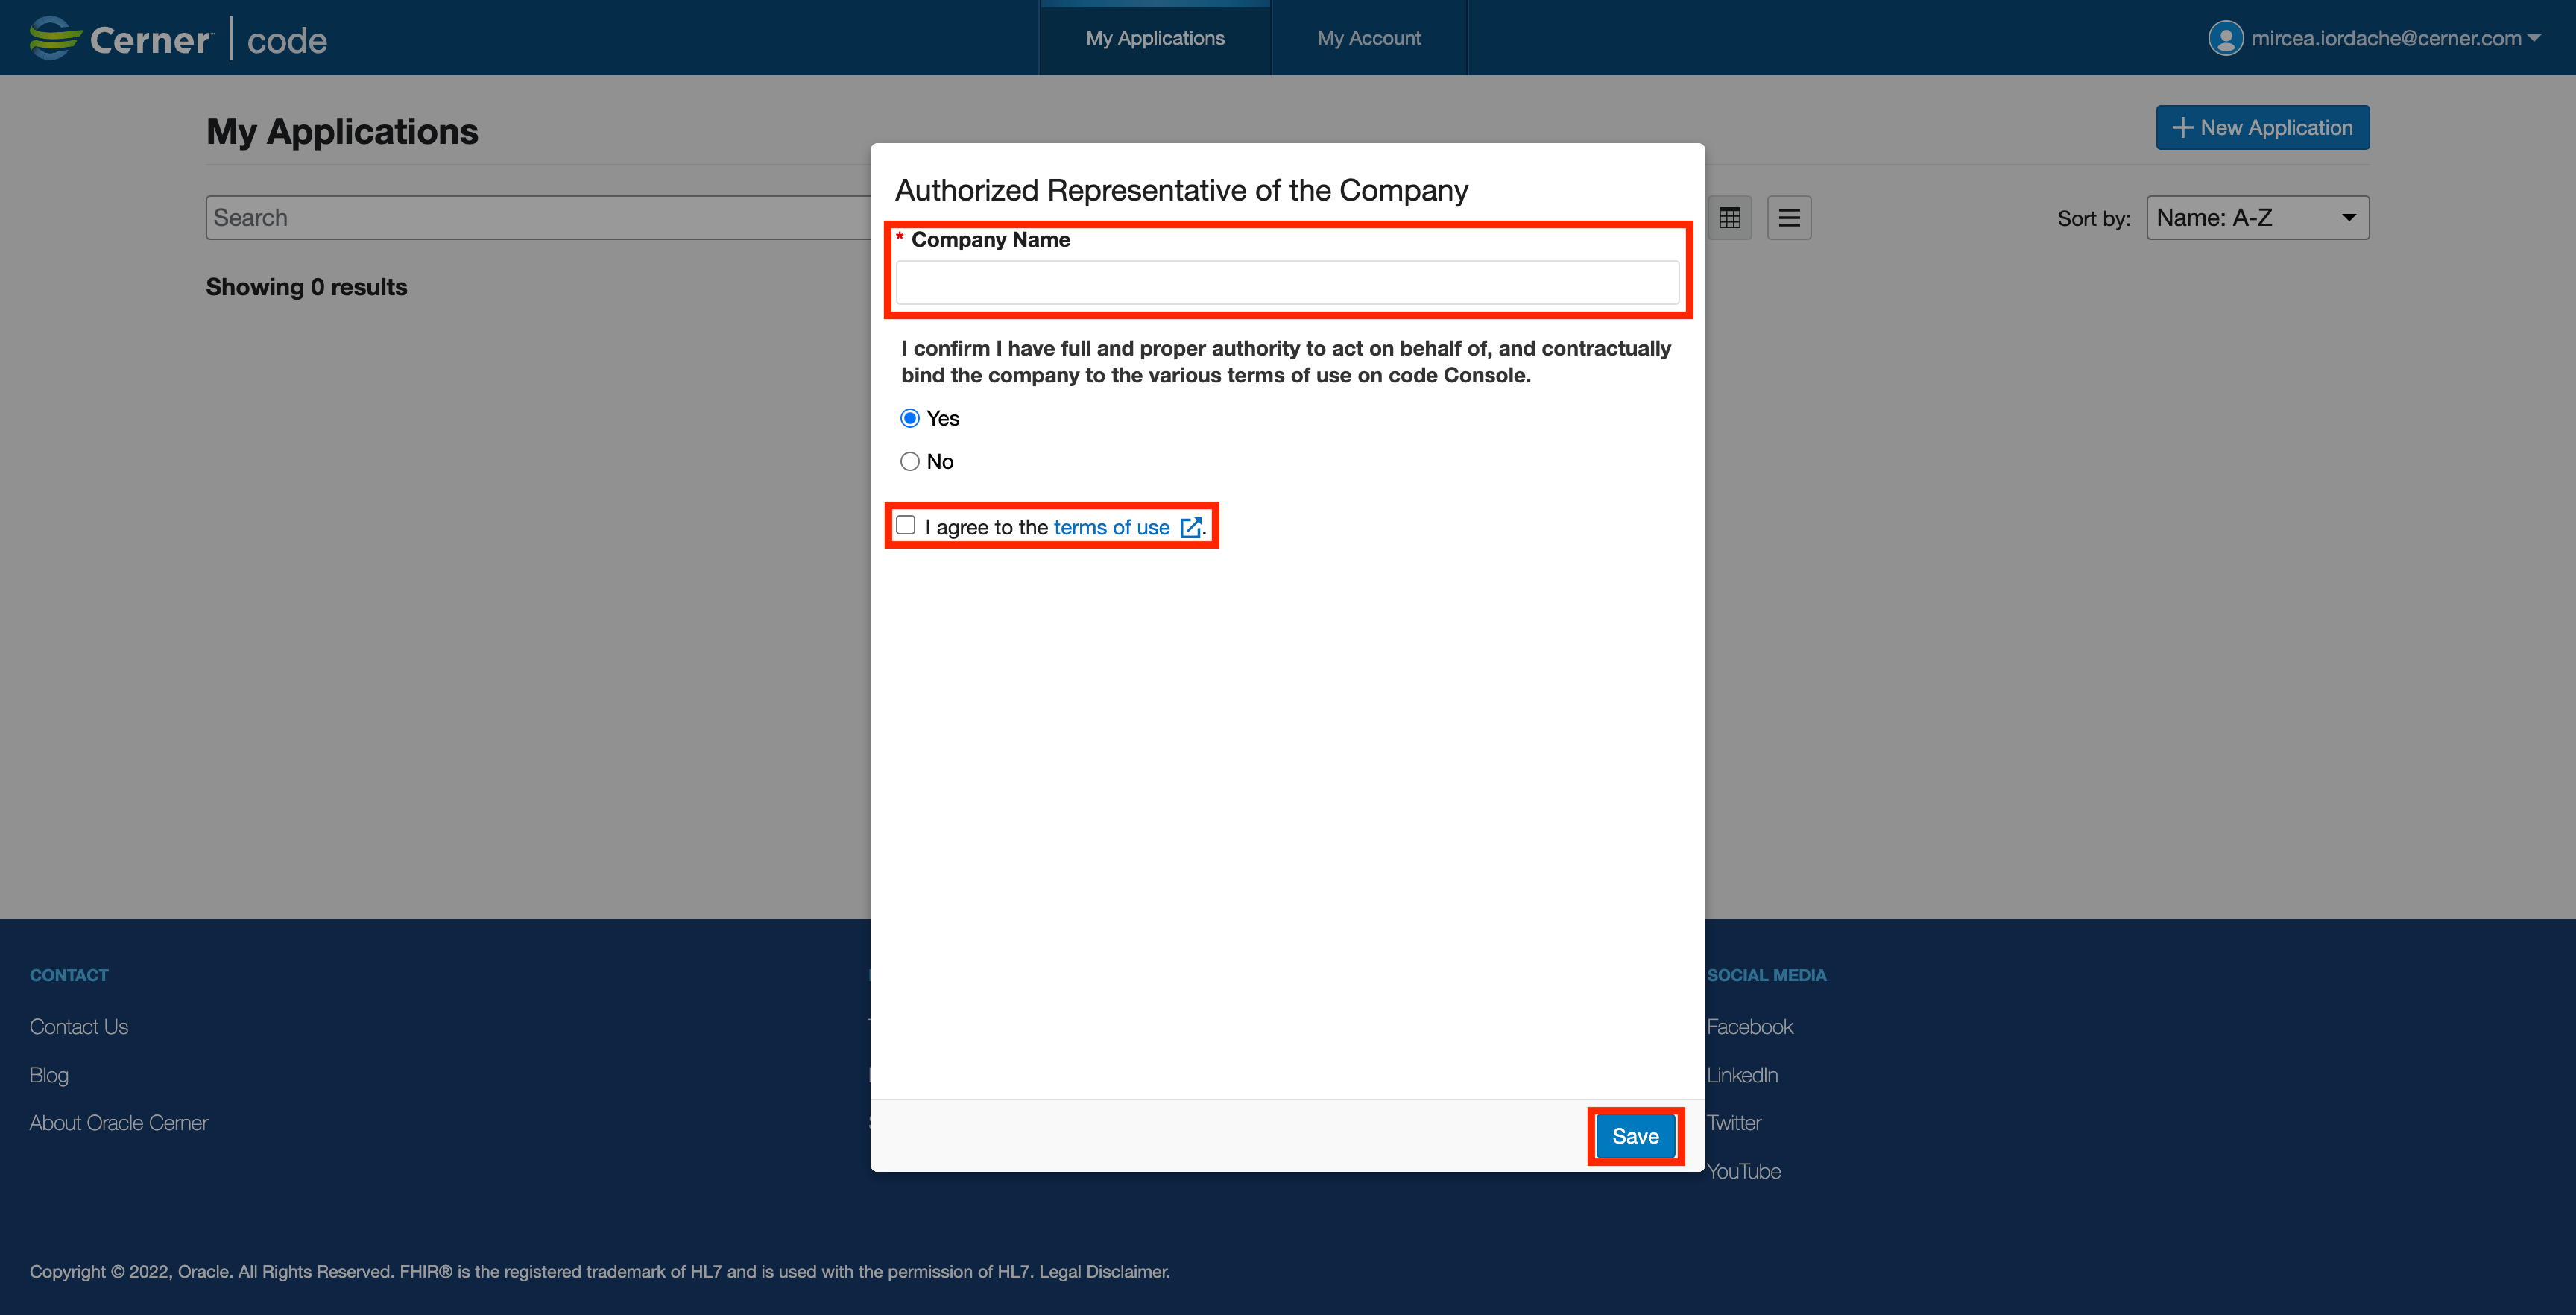 Cerner | code
My Applications
My Account
mircea.iordache@cerner.com
My Applications
New Application
Search
Sort by:
Name: A-Z
Showing 0 results
Authorized Representative of the Company
* Company Name
I confirm I have full and proper authority to act on behalf of, and contractually
bind the company to the various terms of use on code Console.
Yes
No
I agree to the terms of use .
Save
CONTACT
Contact Us
Blog
About Oracle Cerner
SOCIAL MEDIA
Facebook
LinkedIn
Twitter
YouTube
Copyright © 2022, Oracle. All Rights Reserved. FHIR® is the registered trademark of HL7 and is used with the permission of HL7. Legal Disclaimer.